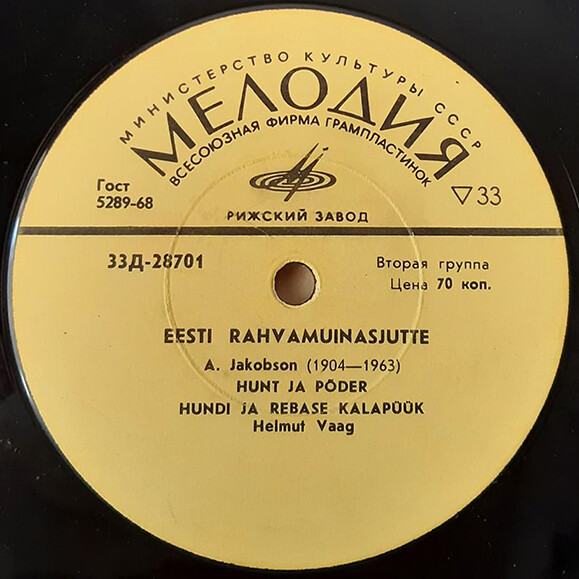 МИНИСТЕРСТВО КУЛЬТУРЫ СССР
МЕЛОДИЯ
ВСЕСОЮЗНАЯ ФИРМА ГРАМПЛАСТИНОК
Гост
5289-68
▽33
РИЖСКИЙ ЗАВОД
33Д-28701
Вторая группа
Цена 70 коп.
EESTI RAHVAMUINASJUTTE
A. Jakobson (1904—1963)
HUNT JA PÕDER
HUNDI JA REBASE KALAPÜÜK
Helmut Vaag